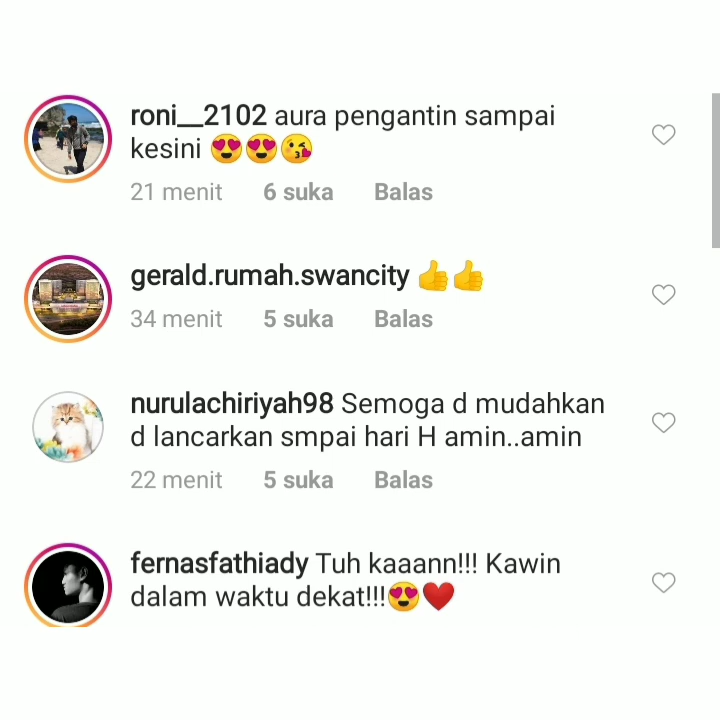 roni__2102 aura pengantin sampai
kesini 😍😍😘
21 menit 6 suka Balas
gerald.rumah.swancity 👍👍
34 menit 5 suka Balas
nurulachiriyah98 Semoga d mudahkan
d lancarkan smpai hari H amin..amin
22 menit 5 suka Balas
fernasfathiady Tuh kaaann!!! Kawin
dalam waktu dekat!!!😍❤️